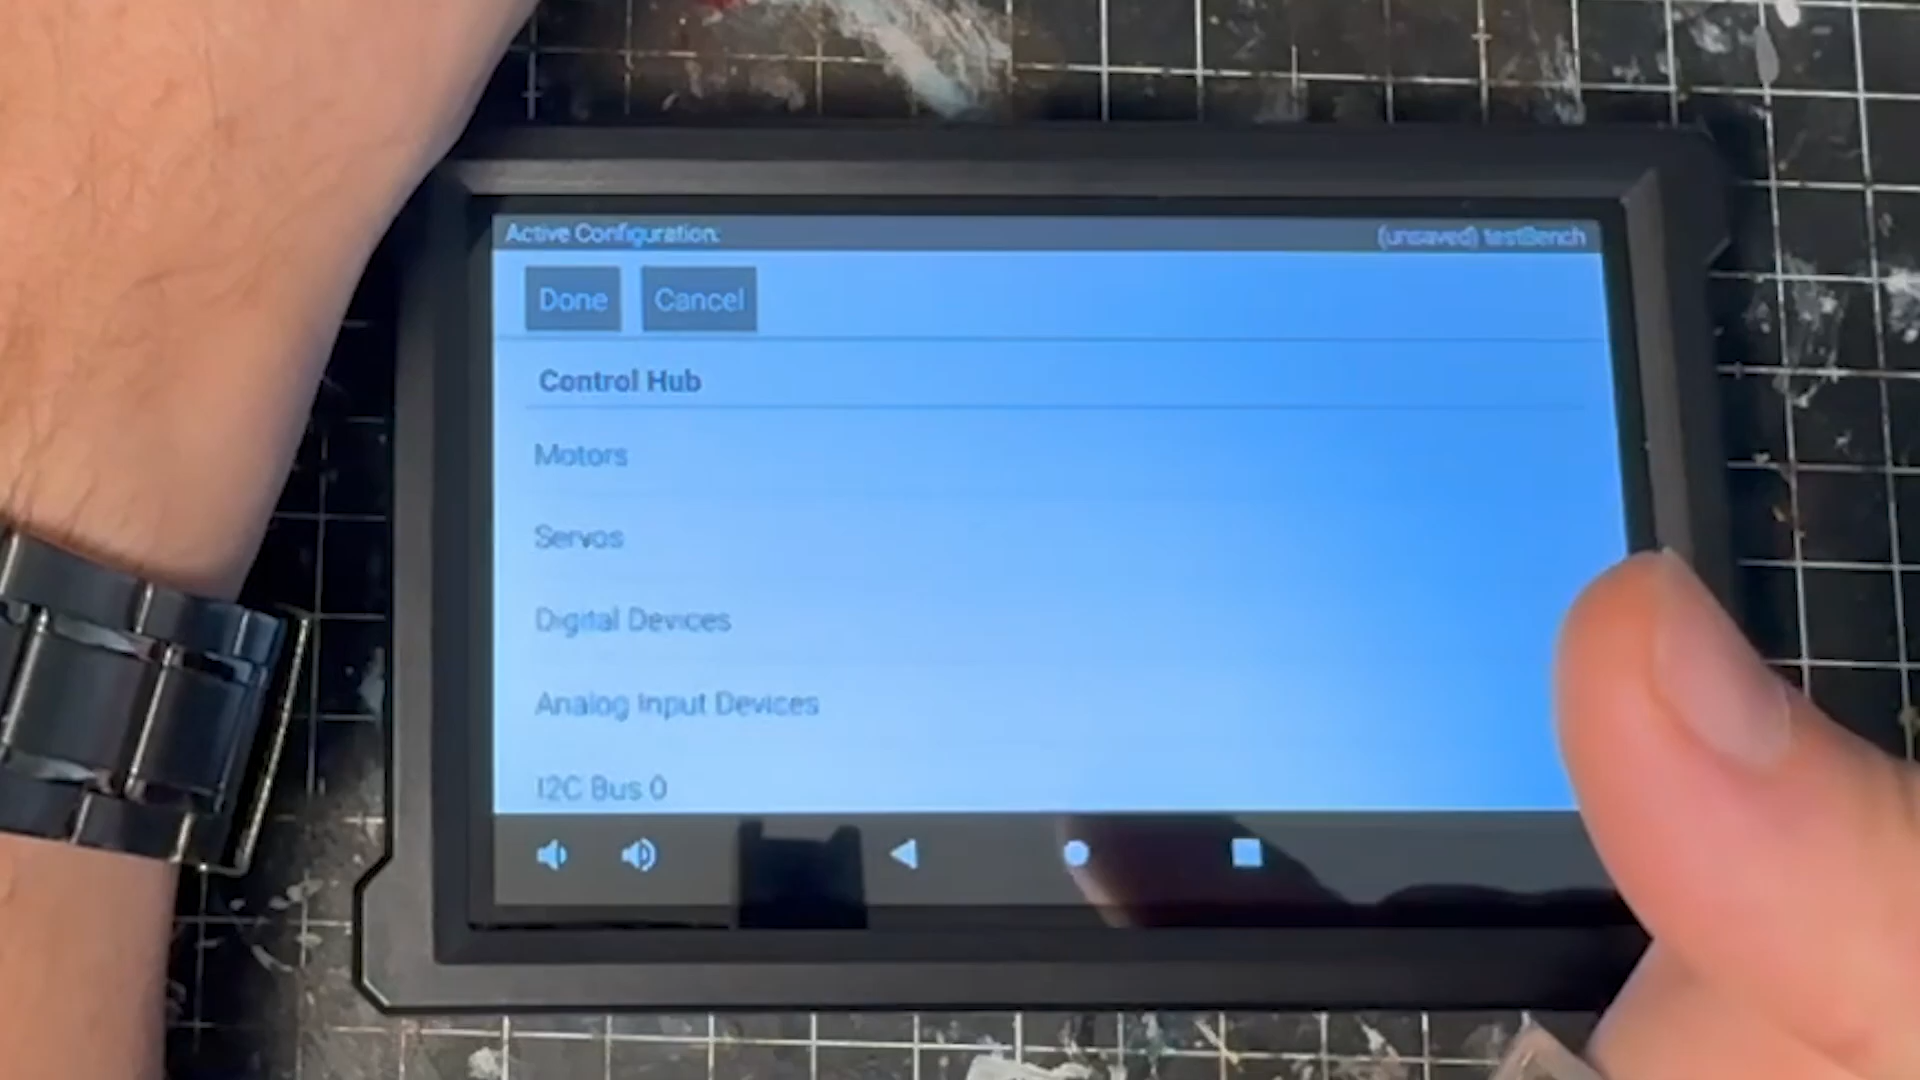 Active Configuration: (unsaved) testBench
Done Cancel
Control Hub
Motors
Servos
Digital Devices
Analog Input Devices
I2C Bus 0